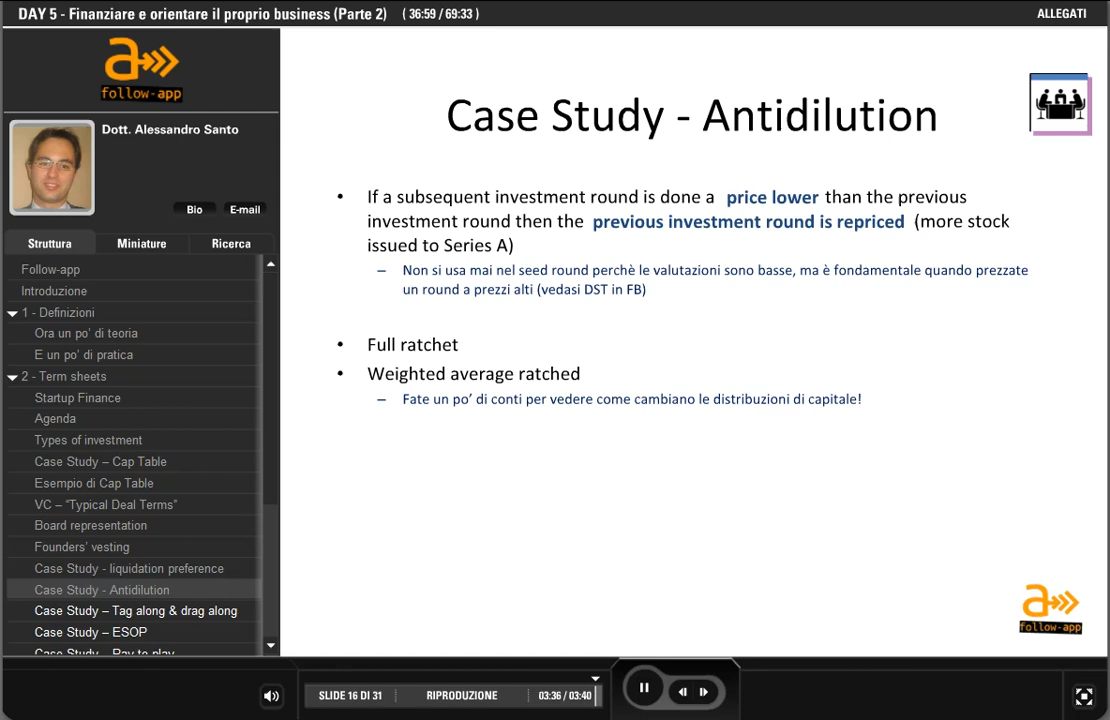 DAY 5 - Finanziare e orientare il proprio business (Parte 2) ( 36:59 / 69:33 )
ALLEGATI
a
follow-app
Dott. Alessandro Santo
Bio
E-mail
Struttura
Miniature
Ricerca
Follow-app
Introduzione
1 - Definizioni
Ora un po' di teoria
E un po' di pratica
2 - Term sheets
Startup Finance
Agenda
Types of investment
Case Study – Cap Table
Esempio di Cap Table
VC – "Typical Deal Terms"
Board representation
Founders' vesting
Case Study - liquidation preference
Case Study - Antidilution
Case Study – Tag along & drag along
Case Study – ESOP
Case Study – Pay to play
Case Study - Antidilution
• If a subsequent investment round is done a price lower than the previous
investment round then the previous investment round is repriced (more stock
issued to Series A)
– Non si usa mai nel seed round perchè le valutazioni sono basse, ma è fondamentale quando prezzate
un round a prezzi alti (vedasi DST in FB)
• Full ratchet
• Weighted average ratched
– Fate un po' di conti per vedere come cambiano le distribuzioni di capitale!
a
follow-app
SLIDE 16 DI 31
RIPRODUZIONE
03:36 / 03:40